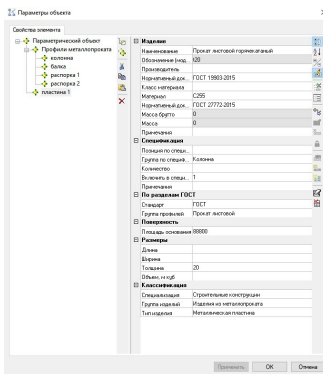 Параметры объекта
Свойства элемента
Параметрический объект
Профили металлопроката
колонна
балка
распорка 1
распорка 2
пластина 1
Изделие
Наименование Прокат листовой горячекатаный
Обозначение (мод. t20
Производитель
Нормативный док... ГОСТ 19903-2015
Класс материала
Материал С255
Нормативный док... ГОСТ 27772-2015
Масса брутто 0
Масса 0
Примечания
Спецификация
Позиция по специ...
Группа по специф... Колонна
Количество
Включить в специ... 1
Примечания
По разделам ГОСТ
Стандарт ГОСТ
Группа профилей Прокат листовой
Поверхность
Площадь основания 98800
Размеры
Длина
Ширина
Толщина 20
Объем, м куб
Классификация
Специализация Строительные конструкции
Группа изделий Изделия из металлопроката
Тип изделия Металлическая пластина
Применить ОК Отмена